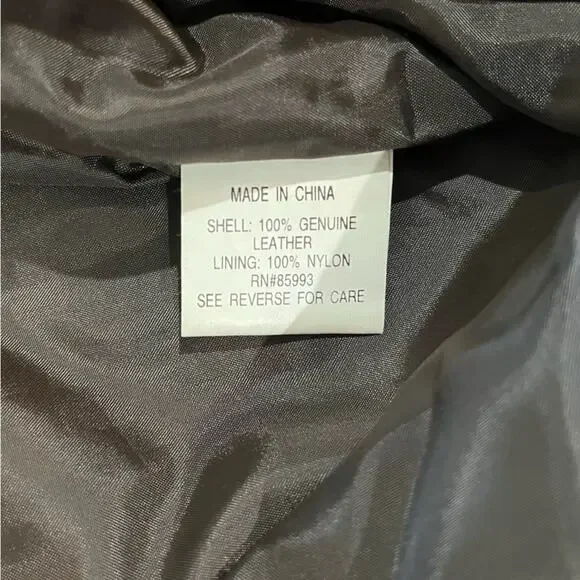 MADE IN CHINA
SHELL: 100% GENUINE
LEATHER
LINING: 100% NYLON
RN#85993
SEE REVERSE FOR CARE